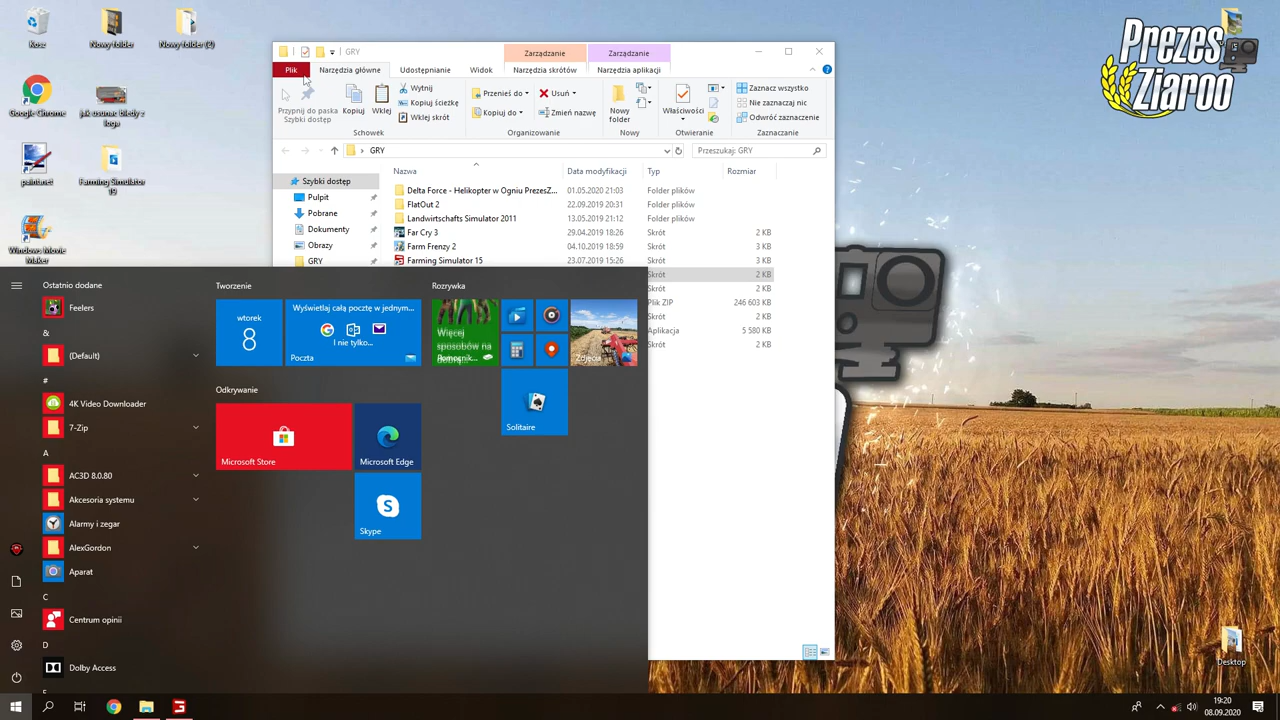 Kosz
Nowy folder
Nowy folder (2)
Google Chrome
jak usunac bledy z
loga
paint.net
Farming Simulator
19
Windows Movie
Maker
GRY
Zarządzanie
Zarządzanie
Plik
Narzędzia główne
Udostępnianie
Widok
Narzędzia skrótów
Narzędzia aplikacji
Przypnij do paska
Szybki dostęp
Kopiuj
Wklej
Wytnij
Kopiuj ścieżkę
Wklej skrót
Schowek
Przenieś do
Kopiuj do
Usuń
Zmień nazwę
Organizowanie
Nowy
folder
Nowy
Właściwości
Otwieranie
Zaznacz wszystko
Nie zaznaczaj nic
Odwróć zaznaczenie
Zaznaczanie
GRY
Przeszukaj: GRY
Nazwa
Data modyfikacji
Typ
Rozmiar
Szybki dostęp
Pulpit
Pobrane
Dokumenty
Obrazy
GRY
Delta Force - Helikopter w Ogniu PrezesZ... 01.05.2020 21:03 Folder plików
FlatOut 2 22.09.2019 20:31 Folder plików
Landwirtschafts Simulator 2011 13.05.2019 21:12 Folder plików
Far Cry 3 29.04.2019 18:26 Skrót 2 KB
Farm Frenzy 2 04.10.2019 18:59 Skrót 3 KB
Farming Simulator 15 23.07.2019 15:26 Skrót 3 KB
Skrót 2 KB
Skrót 2 KB
Plik ZIP 246 603 KB
Skrót 2 KB
Aplikacja 5 580 KB
Skrót 2 KB
Ostatnio dodane
Feelers
&
(Default)
#
4K Video Downloader
7-Zip
A
AC3D 8.0.80
Akcesoria systemu
Alarmy i zegar
AlexGordon
Aparat
C
Centrum opinii
D
Dolby Access
Tworzenie
wtorek
8
Wyświetlaj całą pocztę w jednym...
I nie tylko...
Poczta
Odkrywanie
Microsoft Store
Microsoft Edge
Skype
Rozrywka
Więcej
sposobów na
Zdjęcia
Solitaire
Prezes
Ziaroo
Desktop
19:20
08.09.2020